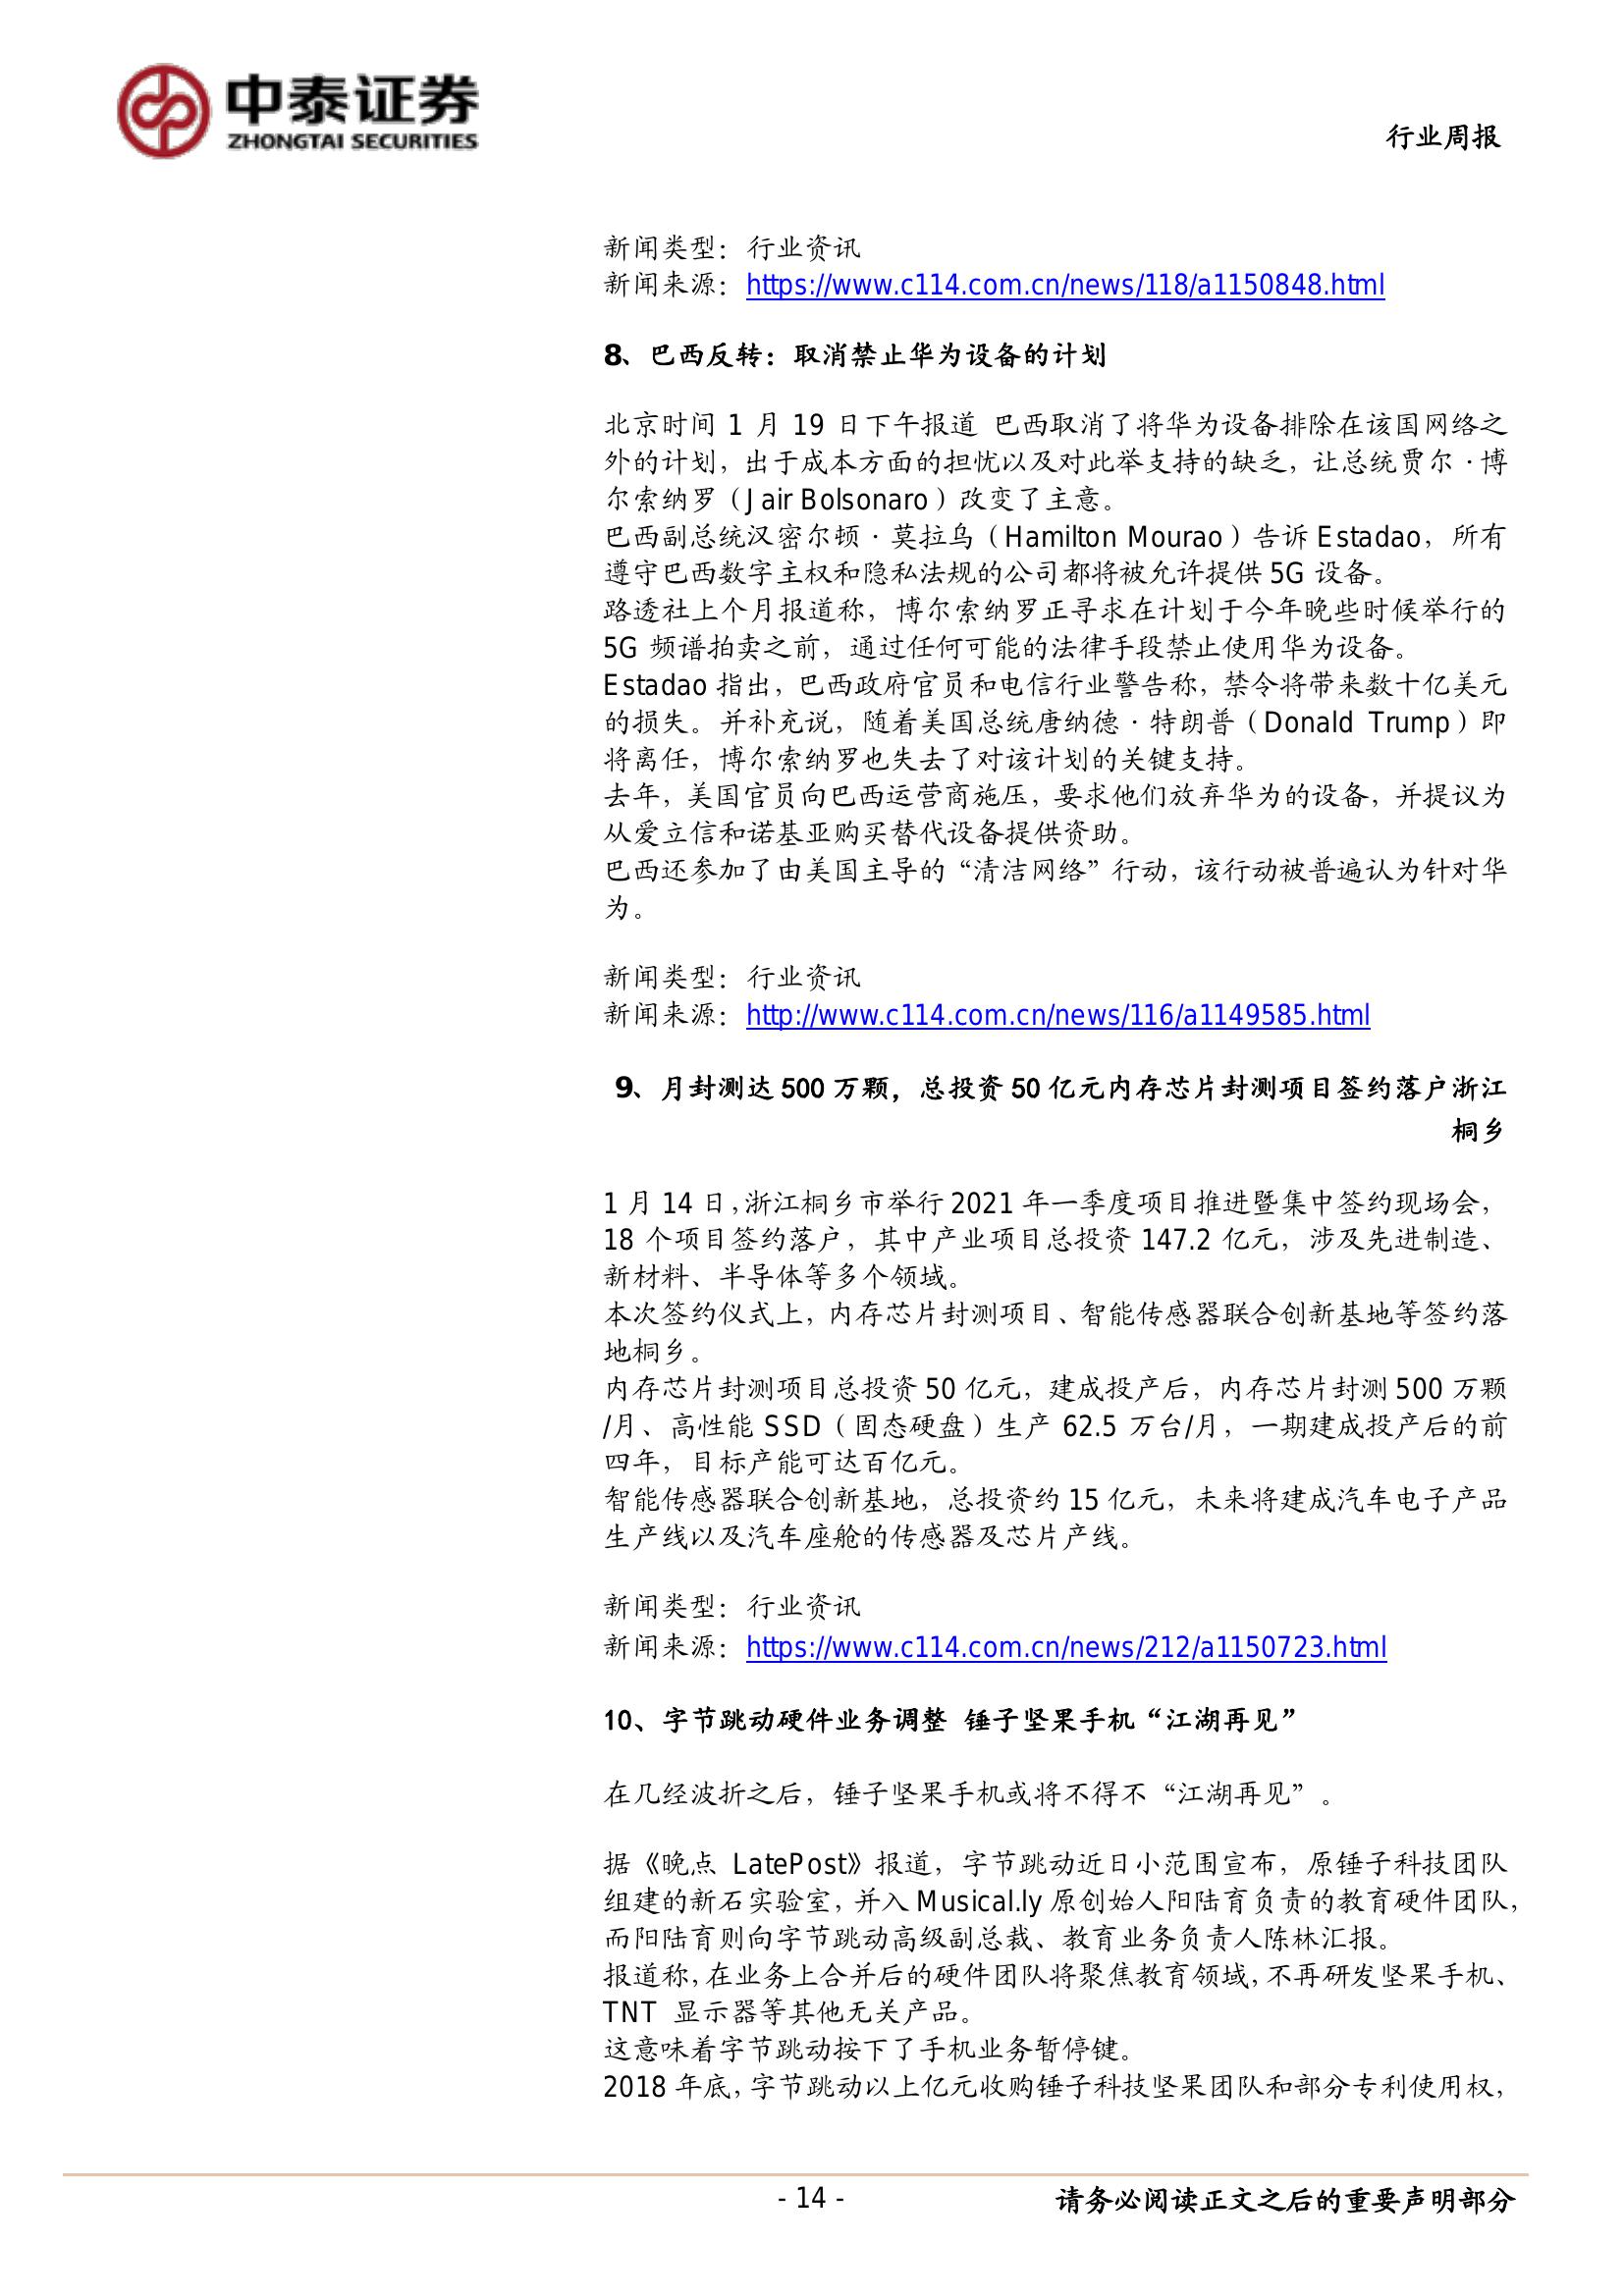 中泰证券
ZHONGTAI SECURITIES
行业周报
新闻类型：行业资讯
新闻来源：https://www.c114.com.cn/news/118/a1150848.html
8、巴西反转：取消禁止华为设备的计划
北京时间 1 月 19 日下午报道 巴西取消了将华为设备排除在该国网络之
外的计划，出于成本方面的担忧以及对此举支持的缺乏，让总统贾尔·博
尔索纳罗（Jair Bolsonaro）改变了主意。
巴西副总统汉密尔顿·莫拉乌（Hamilton Mourao）告诉 Estadao，所有
遵守巴西数字主权和隐私法规的公司都将被允许提供 5G 设备。
路透社上个月报道称，博尔索纳罗正寻求在计划于今年晚些时候举行的
5G 频谱拍卖之前，通过任何可能的法律手段禁止使用华为设备。
Estadao 指出，巴西政府官员和电信行业警告称，禁令将带来数十亿美元
的损失。并补充说，随着美国总统唐纳德·特朗普（Donald Trump）即
将离任，博尔索纳罗也失去了对该计划的关键支持。
去年，美国官员向巴西运营商施压，要求他们放弃华为的设备，并提议为
从爱立信和诺基亚购买替代设备提供资助。
巴西还参加了由美国主导的“清洁网络”行动，该行动被普遍认为针对华
为。
新闻类型：行业资讯
新闻来源：http://www.c114.com.cn/news/116/a1149585.html
9、月封测达 500 万颗，总投资 50 亿元内存芯片封测项目签约落户浙江
桐乡
1 月 14 日，浙江桐乡市举行 2021 年一季度项目推进暨集中签约现场会，
18 个项目签约落户，其中产业项目总投资 147.2 亿元，涉及先进制造、
新材料、半导体等多个领域。
本次签约仪式上，内存芯片封测项目、智能传感器联合创新基地等签约落
地桐乡。
内存芯片封测项目总投资 50 亿元，建成投产后，内存芯片封测 500 万颗
/月、高性能 SSD（固态硬盘）生产 62.5 万台/月，一期建成投产后的前
四年，目标产能可达百亿元。
智能传感器联合创新基地，总投资约 15 亿元，未来将建成汽车电子产品
生产线以及汽车座舱的传感器及芯片产线。
新闻类型：行业资讯
新闻来源：https://www.c114.com.cn/news/212/a1150723.html
10、字节跳动硬件业务调整 锤子坚果手机“江湖再见”
在几经波折之后，锤子坚果手机或将不得不“江湖再见”。
据《晚点 LatePost》报道，字节跳动近日小范围宣布，原锤子科技团队
组建的新石实验室，并入 Musical.ly 原创始人阳陆育负责的教育硬件团队，
而阳陆育则向字节跳动高级副总裁、教育业务负责人陈林汇报。
报道称，在业务上合并后的硬件团队将聚焦教育领域，不再研发坚果手机、
TNT 显示器等其他无关产品。
这意味着字节跳动按下了手机业务暂停键。
2018 年底，字节跳动以上亿元收购锤子科技坚果团队和部分专利使用权，
- 14 -
请务必阅读正文之后的重要声明部分